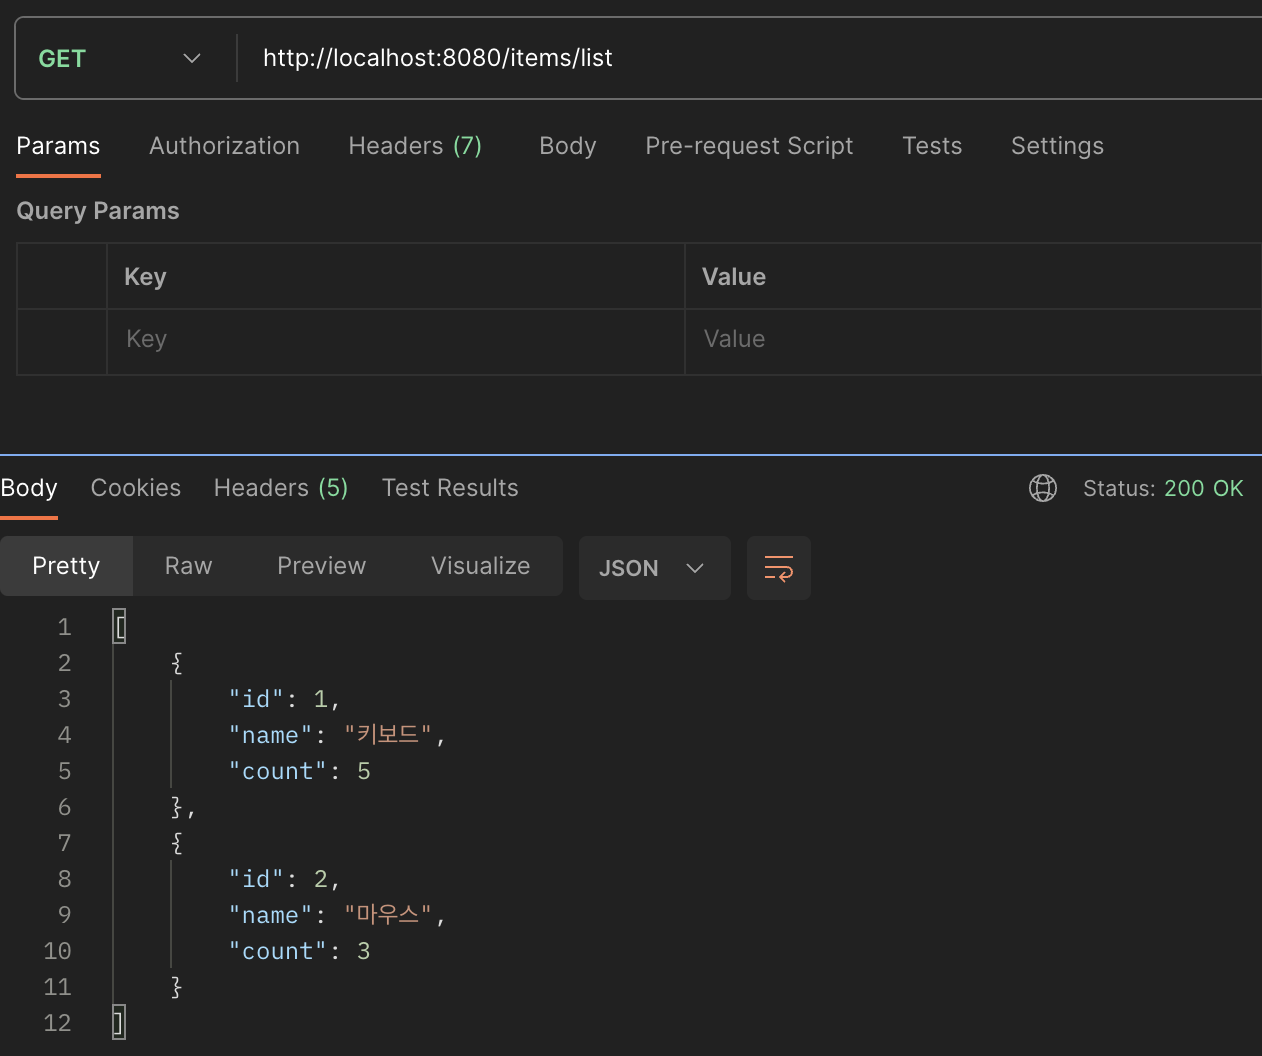 GET http://localhost:8080/items/list
Params Authorization Headers (7) Body Pre-request Script Tests Settings
Query Params
Key Value
Key Value
Body Cookies Headers (5) Test Results Status: 200 OK
Pretty Raw Preview Visualize JSON
1 [
2 {
3 "id": 1,
4 "name": "키보드",
5 "count": 5
6 },
7 {
8 "id": 2,
9 "name": "마우스",
10 "count": 3
11 }
12 ]